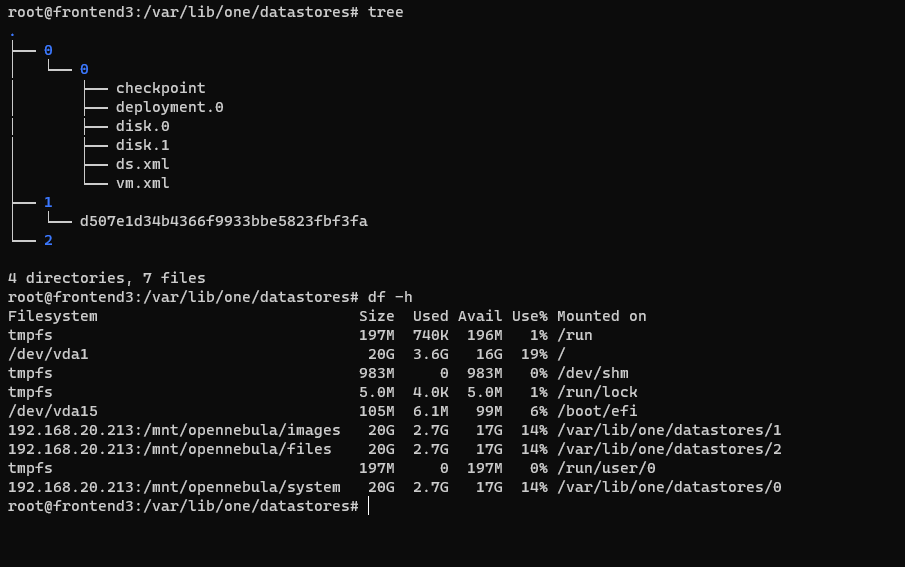 root@frontend3:/var/lib/one/datastores# tree
.
├── 0
│   └── 0
│       ├── checkpoint
│       ├── deployment.0
│       ├── disk.0
│       ├── disk.1
│       ├── ds.xml
│       └── vm.xml
├── 1
│   └── d507e1d34b4366f9933bbe5823fbf3fa
└── 2

4 directories, 7 files
root@frontend3:/var/lib/one/datastores# df -h
Filesystem                             Size  Used Avail Use% Mounted on
tmpfs                                  197M  740K  196M   1% /run
/dev/vda1                               20G  3.6G   16G  19% /
tmpfs                                  983M     0  983M   0% /dev/shm
tmpfs                                  5.0M  4.0K  5.0M   1% /run/lock
/dev/vda15                             105M  6.1M   99M   6% /boot/efi
192.168.20.213:/mnt/opennebula/images   20G  2.7G   17G  14% /var/lib/one/datastores/1
192.168.20.213:/mnt/opennebula/files    20G  2.7G   17G  14% /var/lib/one/datastores/2
tmpfs                                  197M     0  197M   0% /run/user/0
192.168.20.213:/mnt/opennebula/system   20G  2.7G   17G  14% /var/lib/one/datastores/0
root@frontend3:/var/lib/one/datastores#